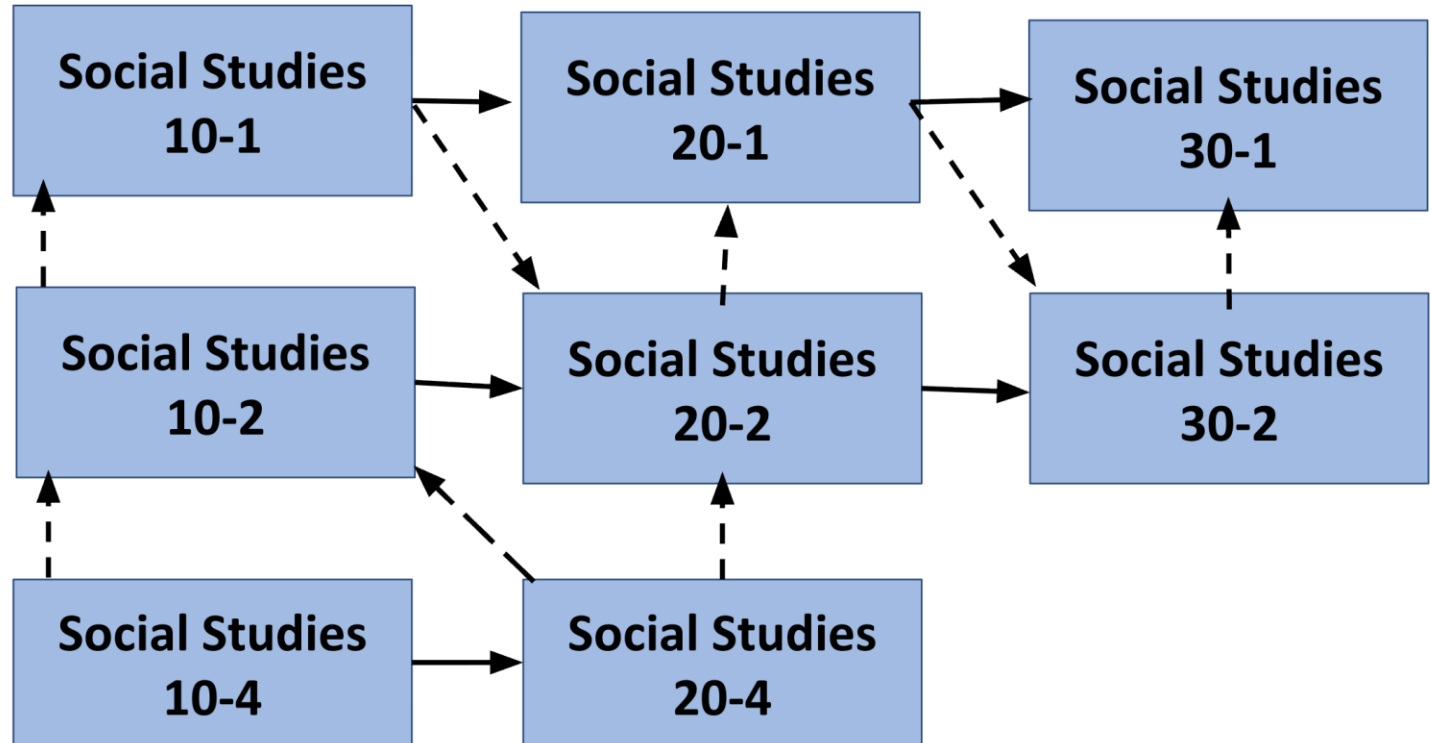 Social Studies
10-1
Social Studies
20-1
Social Studies
30-1
Social Studies
10-2
Social Studies
20-2
Social Studies
30-2
Social Studies
10-4
Social Studies
20-4